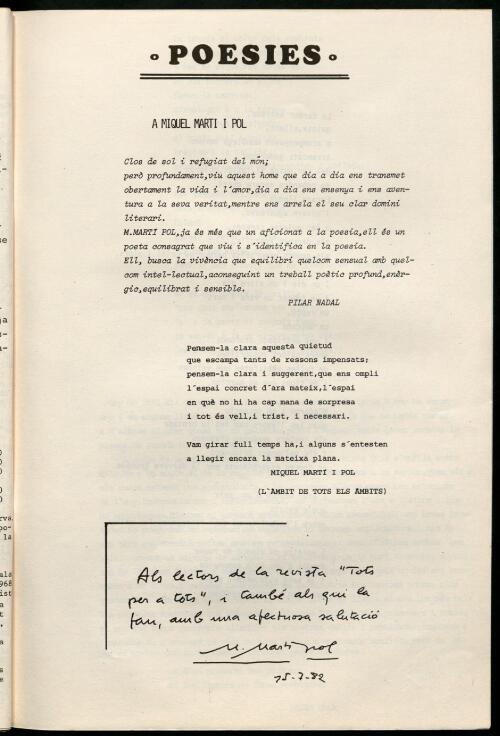 • POESIES •
A MIQUEL MARTI I POL
Clos de sol i refugiat del món;
però profundament,viu aquest home que dia a dia ens transmet
obertament la vida i l'amor,dia a dia ens ensenya i ens aven-
tura a la seva veritat,mentre ens arrela el seu clar domini
literari.
M.MARTI POL,ja és més que un aficionat a la poesia,ell és un
poeta consagrat que viu i s'identifica en la poesia.
Ell, busca la vivència que equilibri quelcom sensual amb quel-
com intel-lectual,aconseguint un treball poètic profund,enèr-
gic,equilibrat i sensible.
PILAR NADAL
Pensem-la clara aquesta quietud
que escampa tants de ressons impensats;
pensem-la clara i suggerent,que ens ompli
l'espai concret d'ara mateix,l'espai
en què no hi ha cap mana de sorpresa
i tot és vell,i trist, i necessari.
Vam girar full temps ha,i alguns s'entesten
a llegir encara la mateixa plana.
MIQUEL MARTI I POL
(L'ÀMBIT DE TOTS ELS ÀMBITS)
Als lectors de la revista "Tots
per a tots", i també als qui la
fan, amb una afectuosa salutació
M. Martí Pol
15-3-82